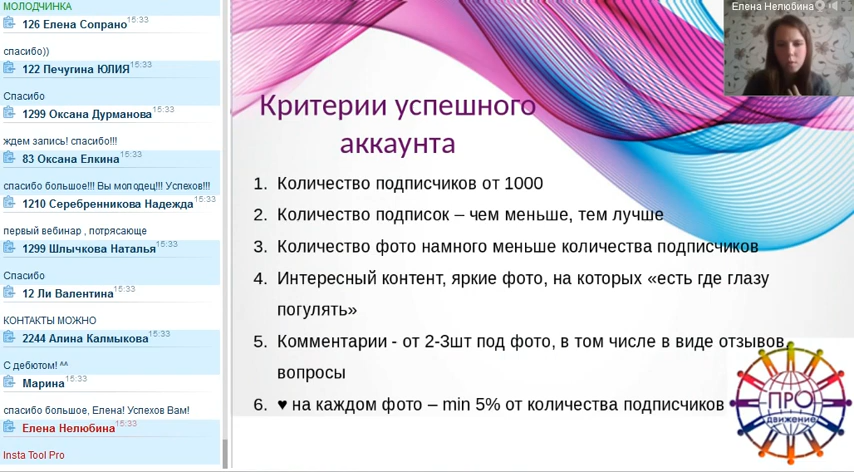 МОЛОДЧИНКА
126 Елена Сопрано 15:33
спасибо))
122 Печугина ЮЛИЯ 15:33
Спасибо
1299 Оксана Дурманова 15:33
ждем запись! спасибо!!!
83 Оксана Елкина 15:33
спасибо большое!!! Вы молодец!!! Успехов!!!
1210 Серебренникова Надежда 15:33
первый вебинар , потрясающе
1299 Шлычкова Наталья 15:33
Спасибо
12 Ли Валентина 15:33
КОНТАКТЫ МОЖНО
2244 Алина Калмыкова 15:33
С дебютом! ^^
Марина 15:33
спасибо большое, Елена! Успехов Вам!
Елена Нелюбина 15:33
Insta Tool Pro
Елена Нелюбина
Критерии успешного
аккаунта
1. Количество подписчиков от 1000
2. Количество подписок – чем меньше, тем лучше
3. Количество фото намного меньше количества подписчиков
4. Интересный контент, яркие фото, на которых «есть где глазу
погулять»
5. Комментарии - от 2-3шт под фото, в том числе в виде отзывов,
вопросы
6. ♥ на каждом фото – min 5% от количества подписчиков
ПРО
движение